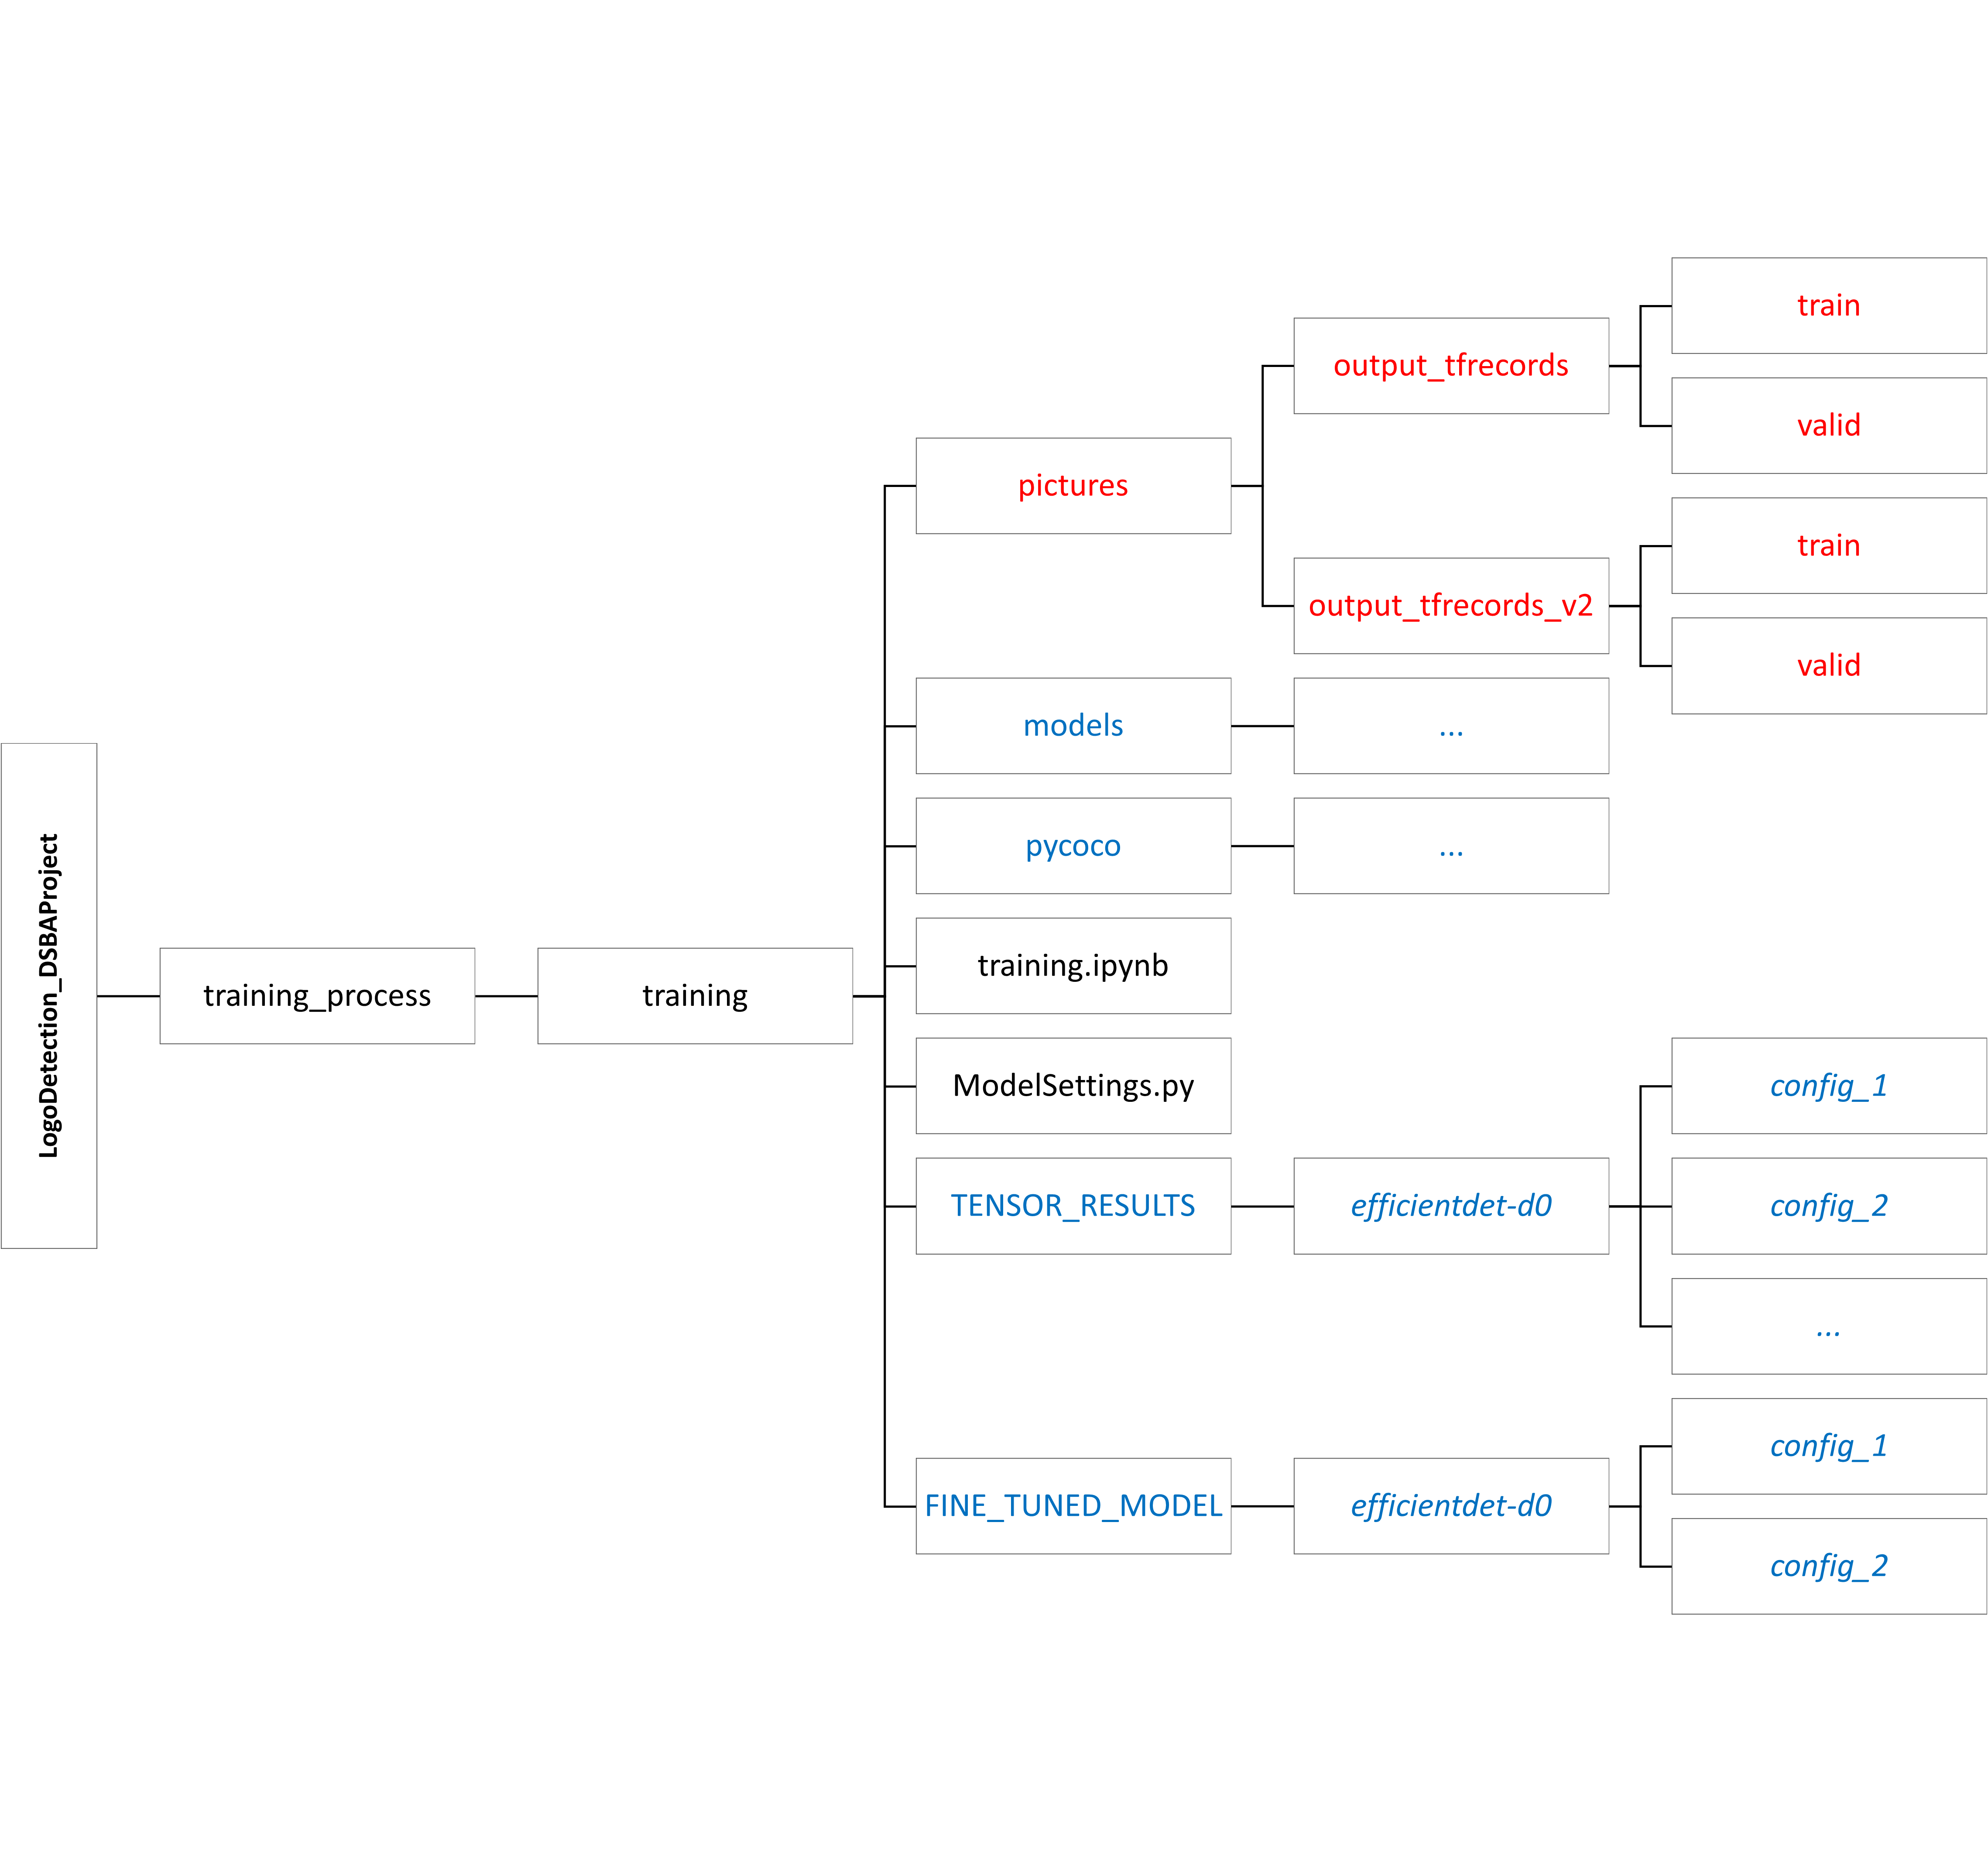 LogoDetection_DSBAProject
training_process
training
pictures
output_tfrecords
train
valid
output_tfrecords_v2
train
valid
models
...
pycoco
...
training.ipynb
ModelSettings.py
TENSOR_RESULTS
efficientdet-d0
config_1
config_2
...
FINE_TUNED_MODEL
efficientdet-d0
config_1
config_2